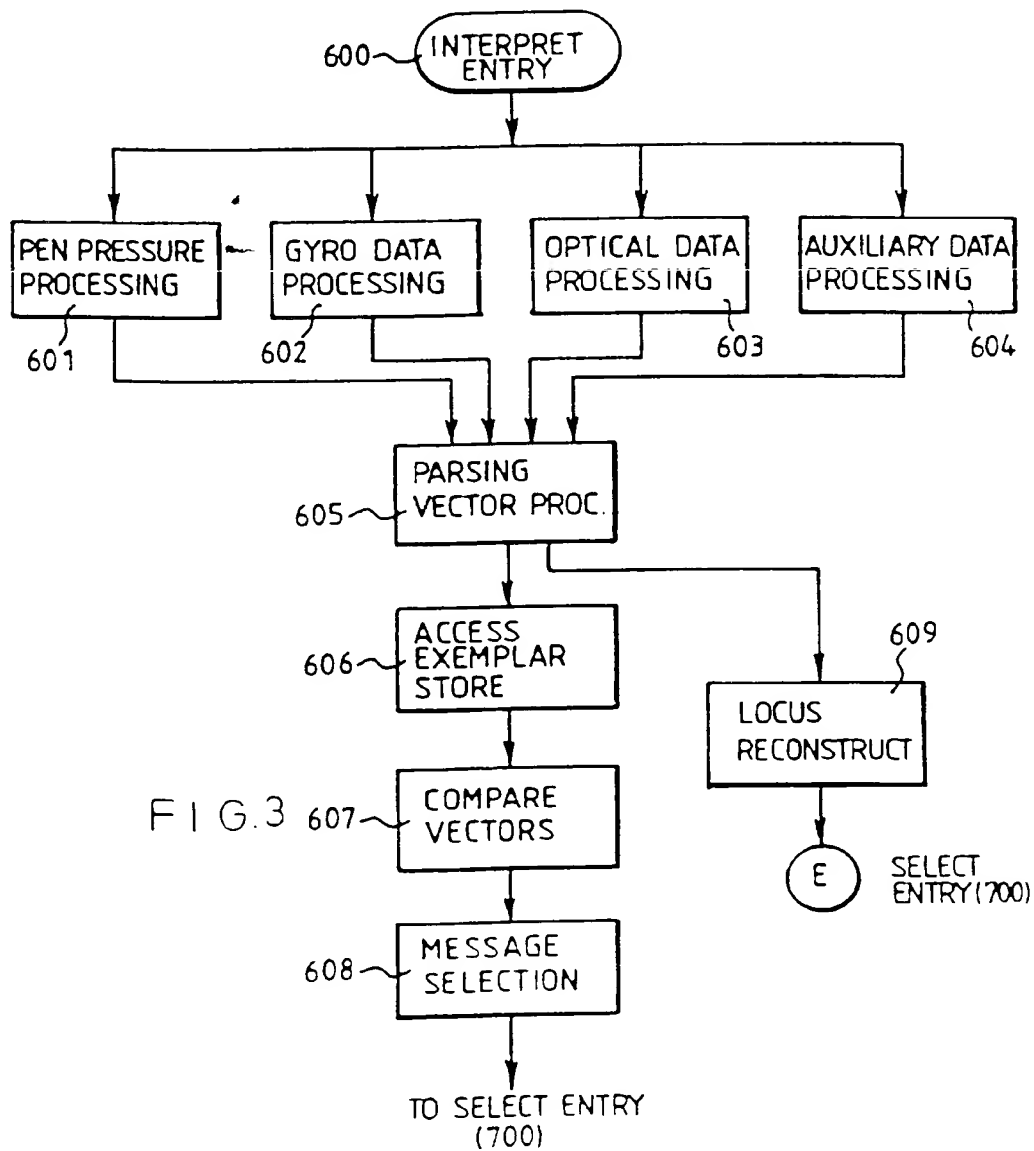 600
INTERPRET
ENTRY
PEN PRESSURE
PROCESSING
601
GYRO DATA
PROCESSING
602
OPTICAL DATA
PROCESSING
603
AUXILIARY DATA
PROCESSING
604
PARSING
VECTOR PROC.
605
ACCESS
EXEMPLAR
STORE
606
609
LOCUS
RECONSTRUCT
FIG.3
607
COMPARE
VECTORS
E
SELECT
ENTRY(700)
608
MESSAGE
SELECTION
TO SELECT ENTRY
(700)